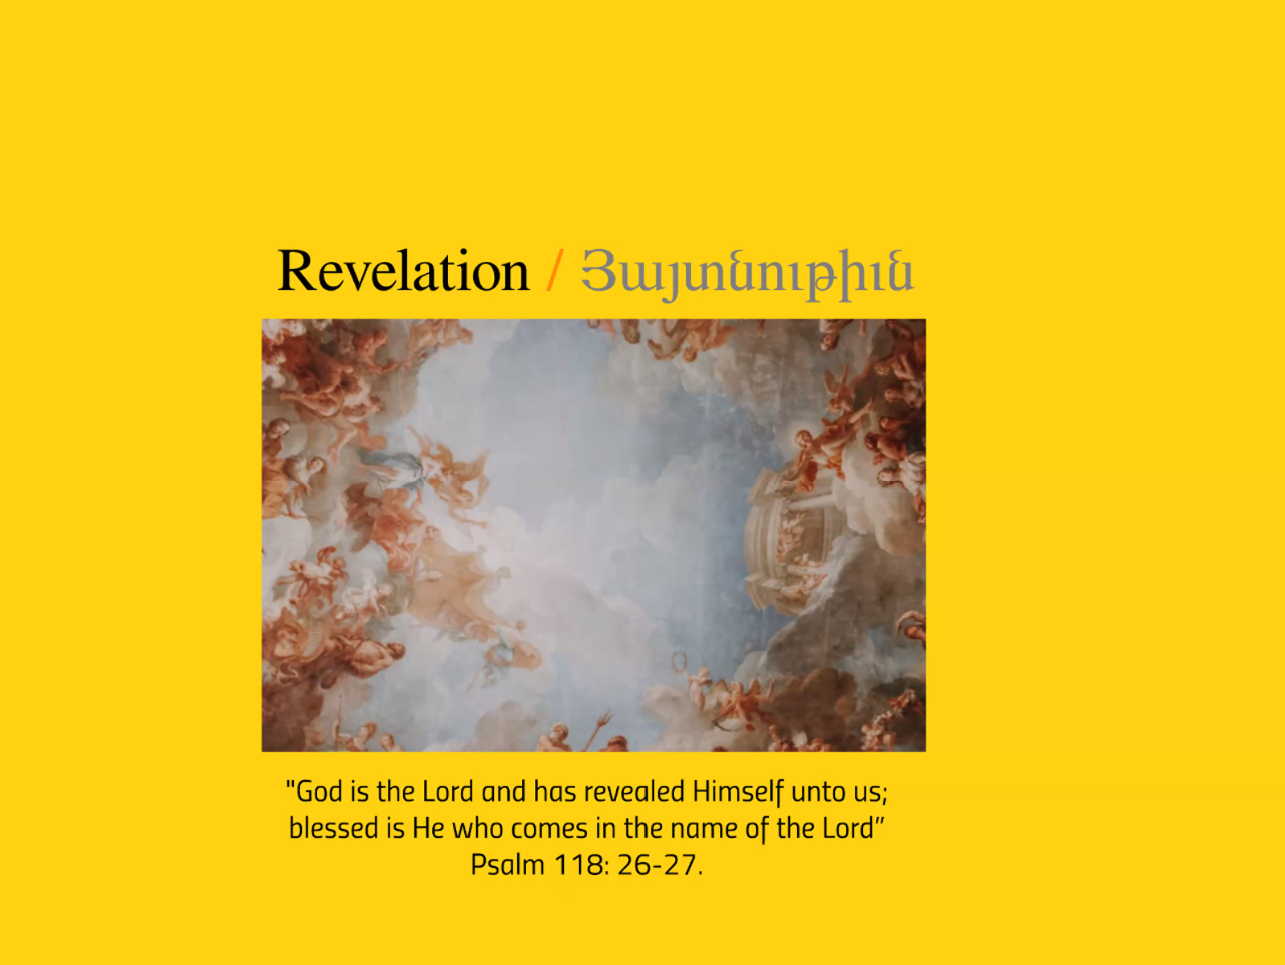 Revelation / Յայտնութիւն
"God is the Lord and has revealed Himself unto us;
blessed is He who comes in the name of the Lord”
Psalm 118: 26-27.